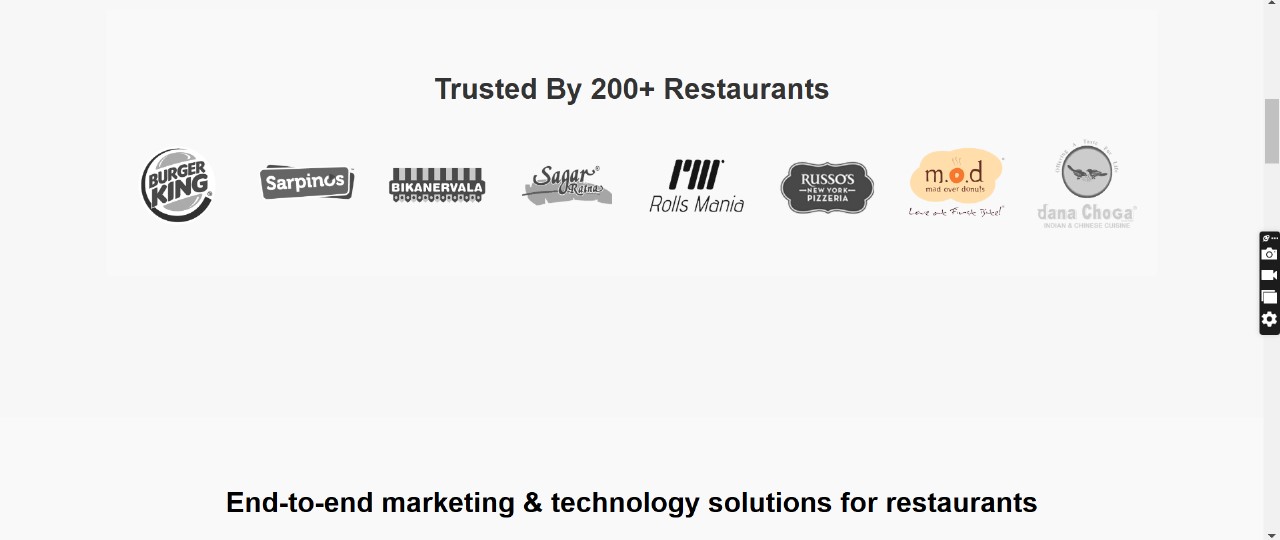 Trusted By 200+ Restaurants
BURGER
KING®
Sarpino's
BIKANERVALA
Sagar®
Ratna
Rolls Mania
RUSSO'S
NEW YORK
PIZZERIA
m.o.d
mad over donuts
Love at First Bite!
dana ChoGa®
INDIAN & CHINESE CUISINE
End-to-end marketing & technology solutions for restaurants